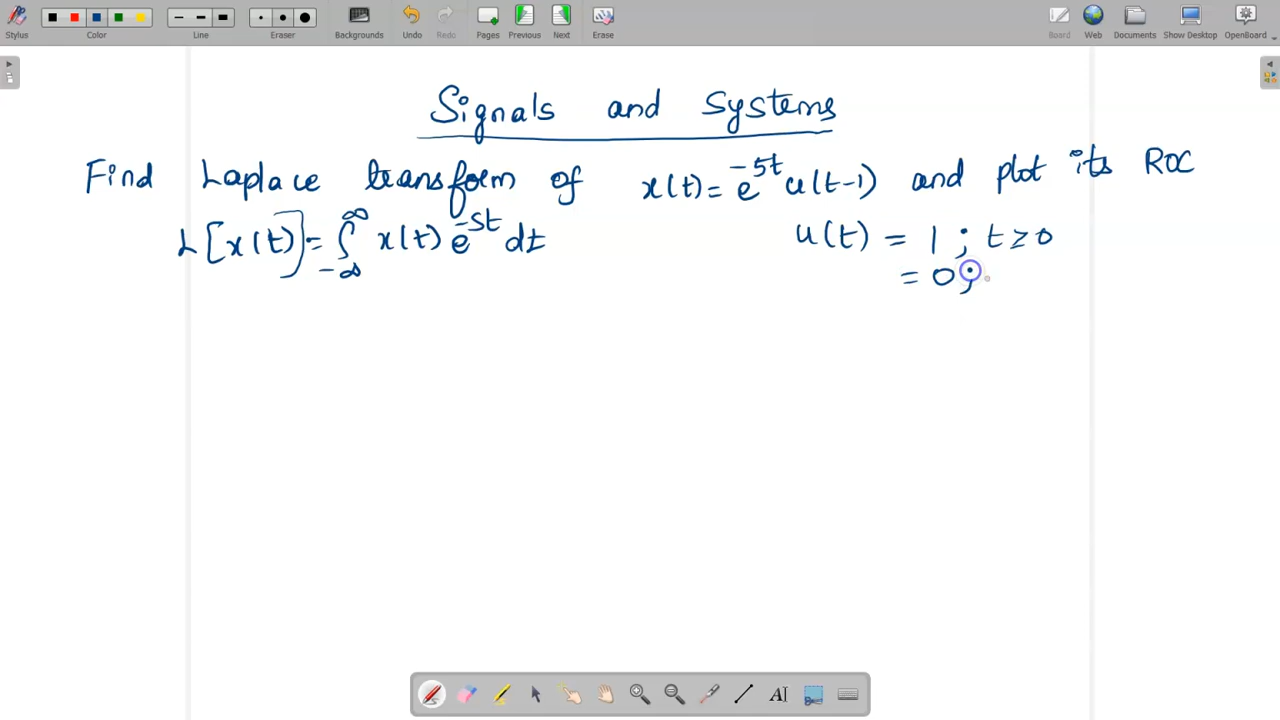 Stylus Color Line Eraser Backgrounds Undo Redo Pages Previous Next Erase Board Web Documents Show Desktop OpenBoard
Signals and Systems
Find Laplace transform of x(t) = e^{-5t} u(t-1) and plot its ROC
L[x(t)] = ∫_{-∞}^{∞} x(t) e^{-st} dt
u(t) = 1 ; t ≥ 0
= 0 ;